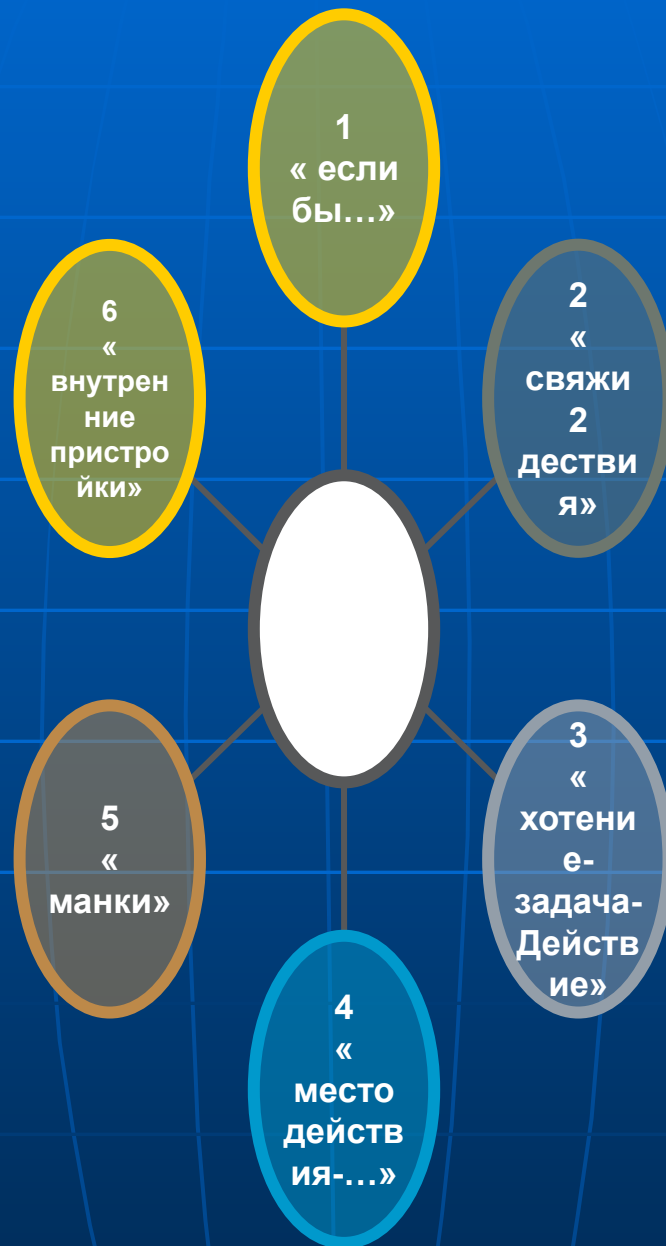 1
« если
бы…»
2
«
свяжи
2
дестви
я»
3
«
хотени
е-
задача-
Действ
ие»
4
«
место
действ
ия-…»
5
«
манки»
6
«
внутрен
ние
пристро
йки»